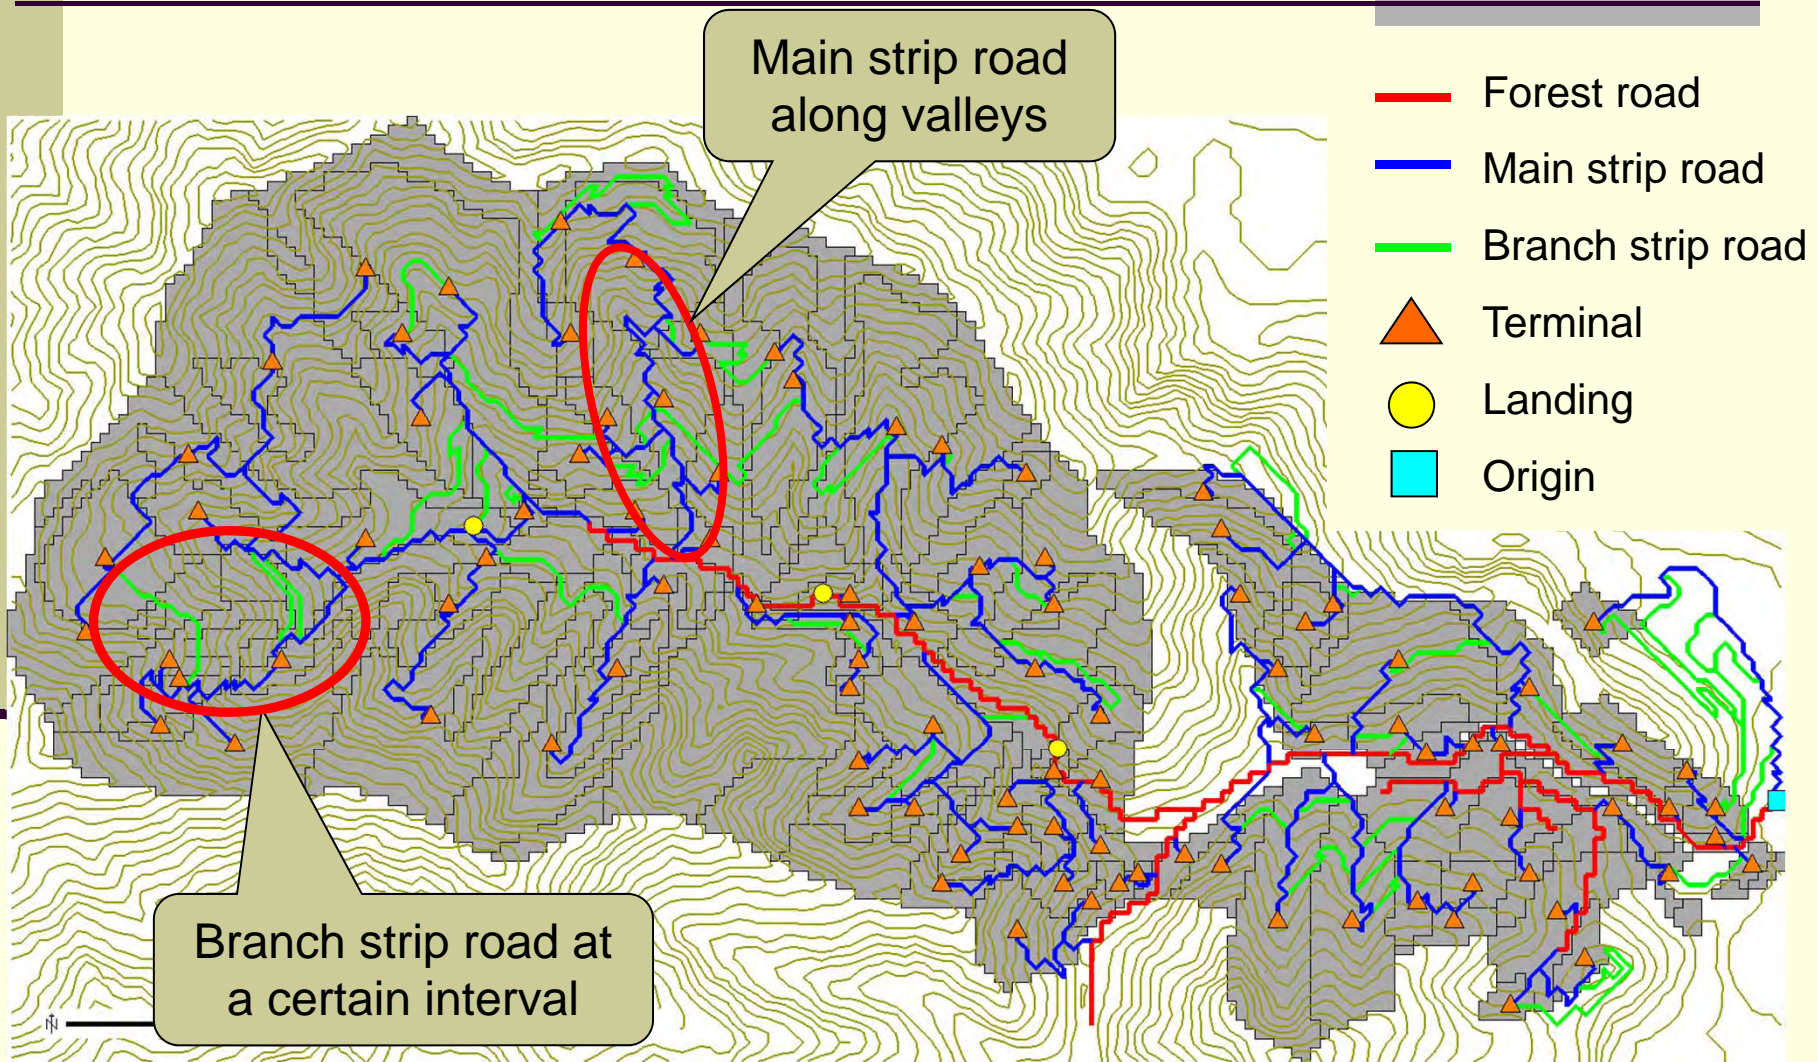 Main strip road
along valleys
Forest road
Main strip road
Branch strip road
Terminal
Landing
Origin
Branch strip road at
a certain interval
N